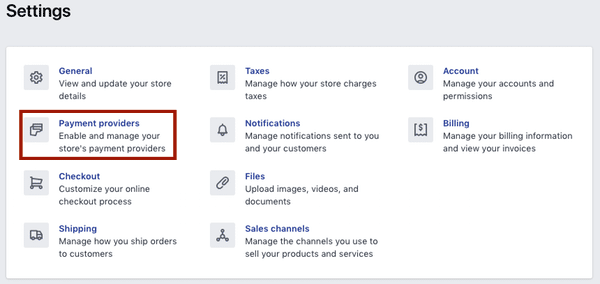 Settings
General
View and update your store
details
Payment providers
Enable and manage your
store's payment providers
Checkout
Customize your online
checkout process
Shipping
Manage how you ship orders
to customers
Taxes
Manage how your store charges
taxes
Notifications
Manage notifications sent to you
and your customers
Files
Upload images, videos, and
documents
Sales channels
Manage the channels you use to
sell your products and services
Account
Manage your accounts and
permissions
Billing
Manage your billing information
and view your invoices